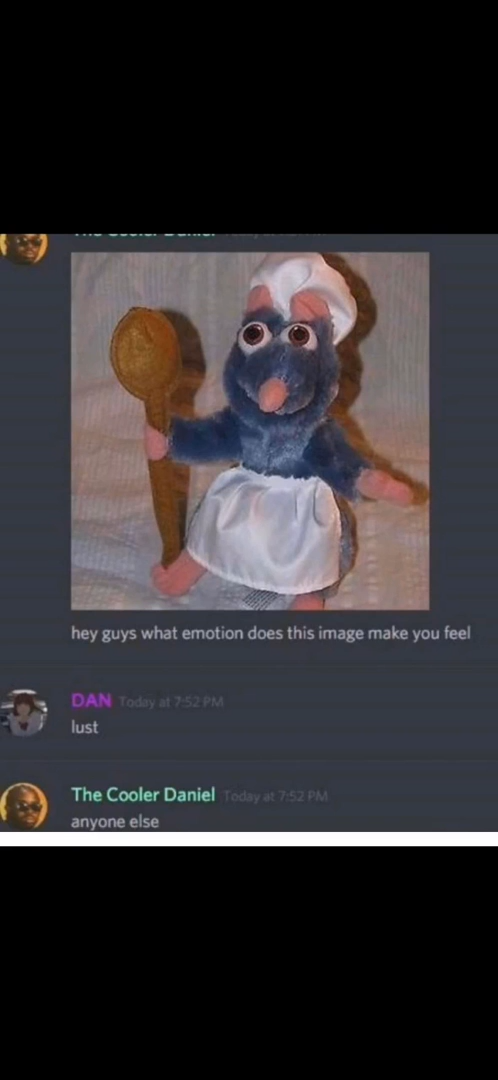 hey guys what emotion does this image make you feel
DAN Today at 7:52 PM
lust
The Cooler Daniel Today at 7:52 PM
anyone else